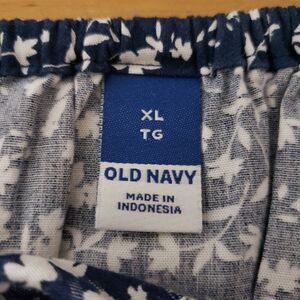 XL
TG
OLD NAVY
MADE IN
INDONESIA